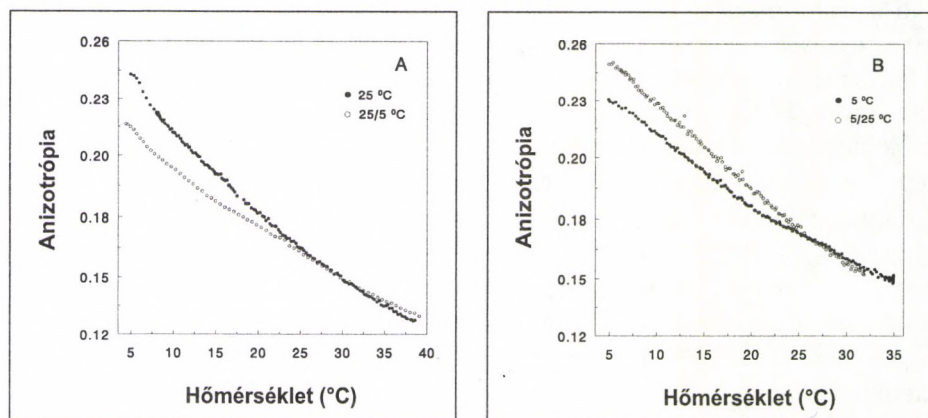 A
Anizotrópia
0.26
0.23
0.20
0.18
0.15
0.12
● 25 ºC
○ 25/5 ºC
5 10 15 20 25 30 35 40
Hőmérséklet (°C)
B
Anizotrópia
0.26
0.23
0.20
0.18
0.15
0.12
● 5 ºC
○ 5/25 ºC
5 10 15 20 25 30 35
Hőmérséklet (°C)